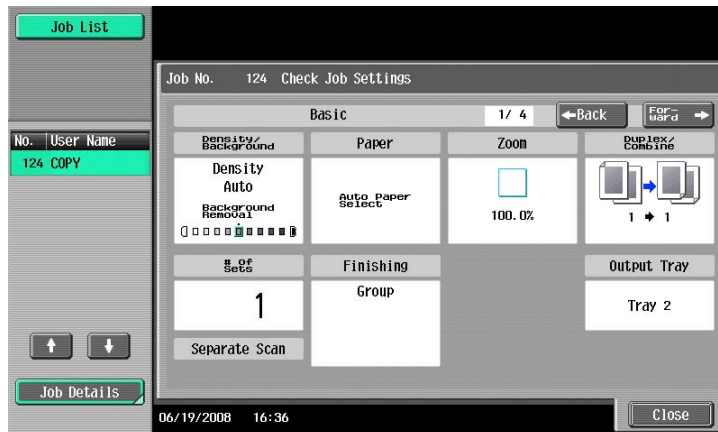 Job List
Job No. 124 Check Job Settings
Basic
1/ 4
Back
For-
ward
No. User Name
124 COPY
Density/
Background
Paper
Zoom
Duplex/
Combine
Density
Auto
Background
Removal
Auto Paper
Select
100.0%
1 → 1
# of
Sets
Finishing
Output Tray
1
Group
Tray 2
Separate Scan
Job Details
06/19/2008 16:36
Close